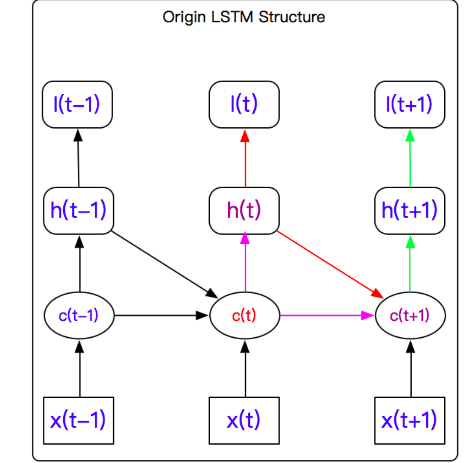 Origin LSTM Structure
l(t−1) l(t) l(t+1)
h(t−1) h(t) h(t+1)
c(t−1) c(t) c(t+1)
x(t−1) x(t) x(t+1)